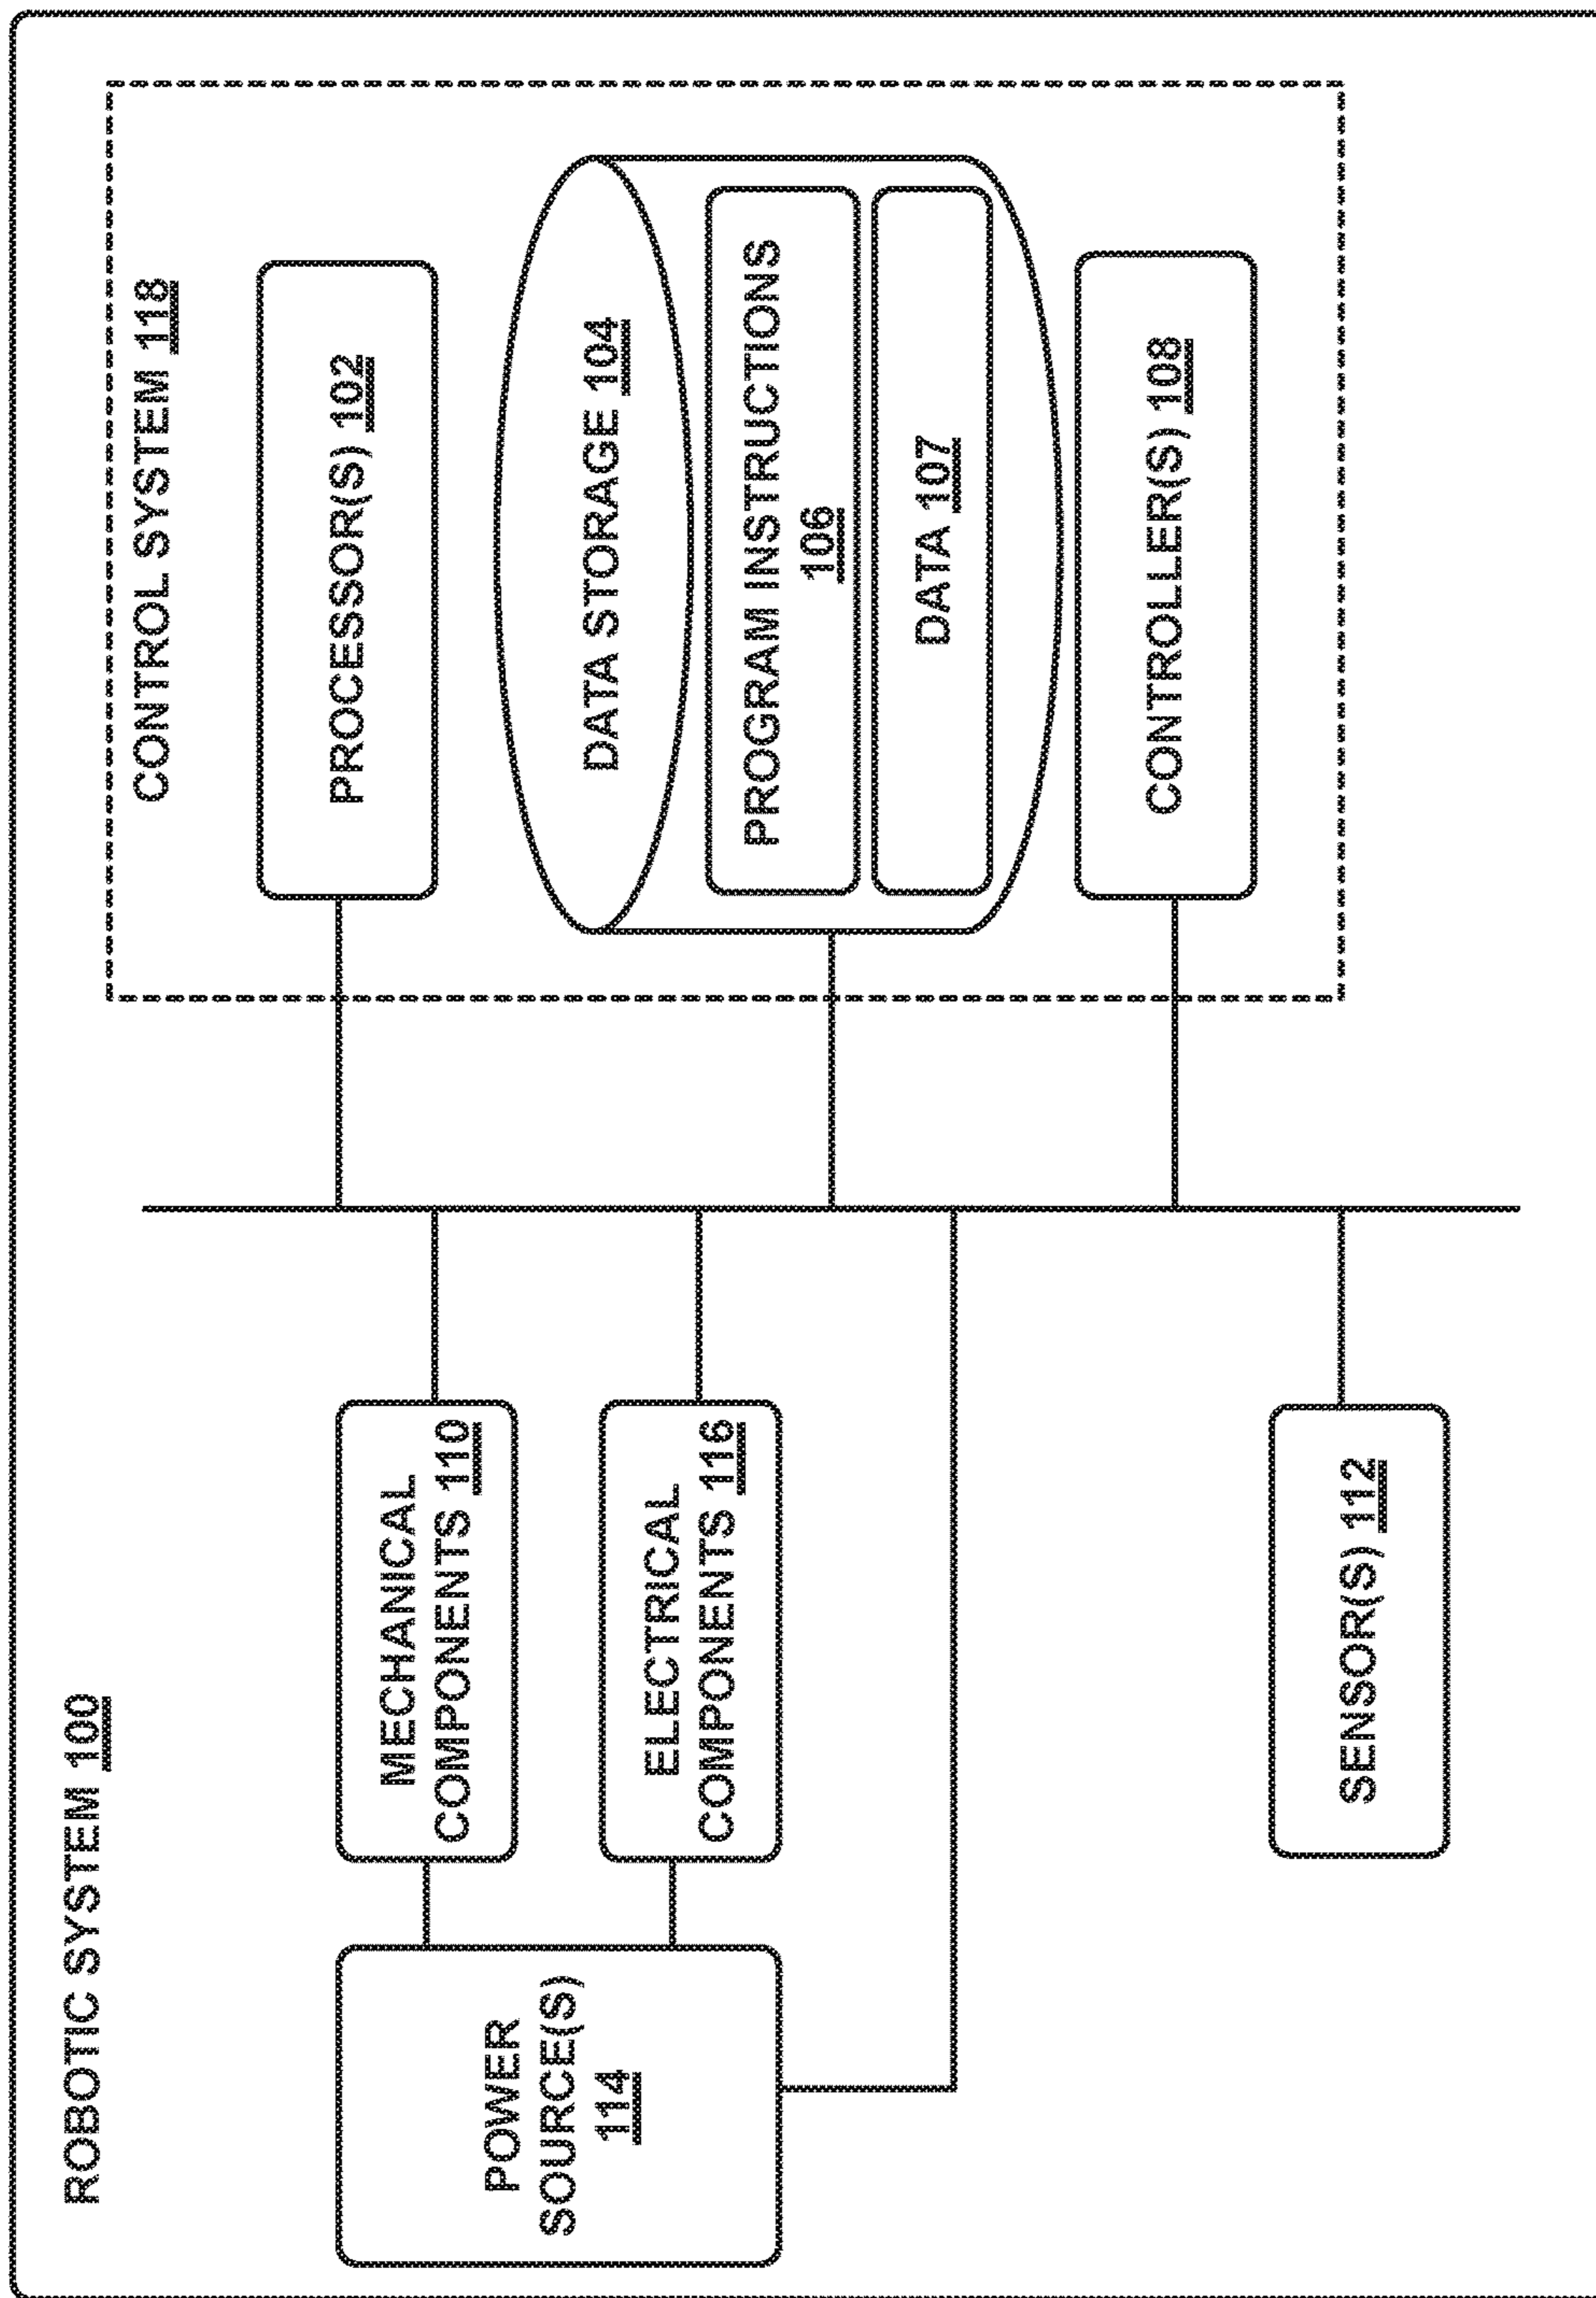 ROBOTIC SYSTEM 100
CONTROL SYSTEM 118
POWER
SOURCE(S)
114
MECHANICAL
COMPONENTS 110
ELECTRICAL
COMPONENTS 116
SENSOR(S) 112
PROCESSOR(S) 102
DATA STORAGE 104
PROGRAM INSTRUCTIONS
106
DATA 107
CONTROLLER(S) 108